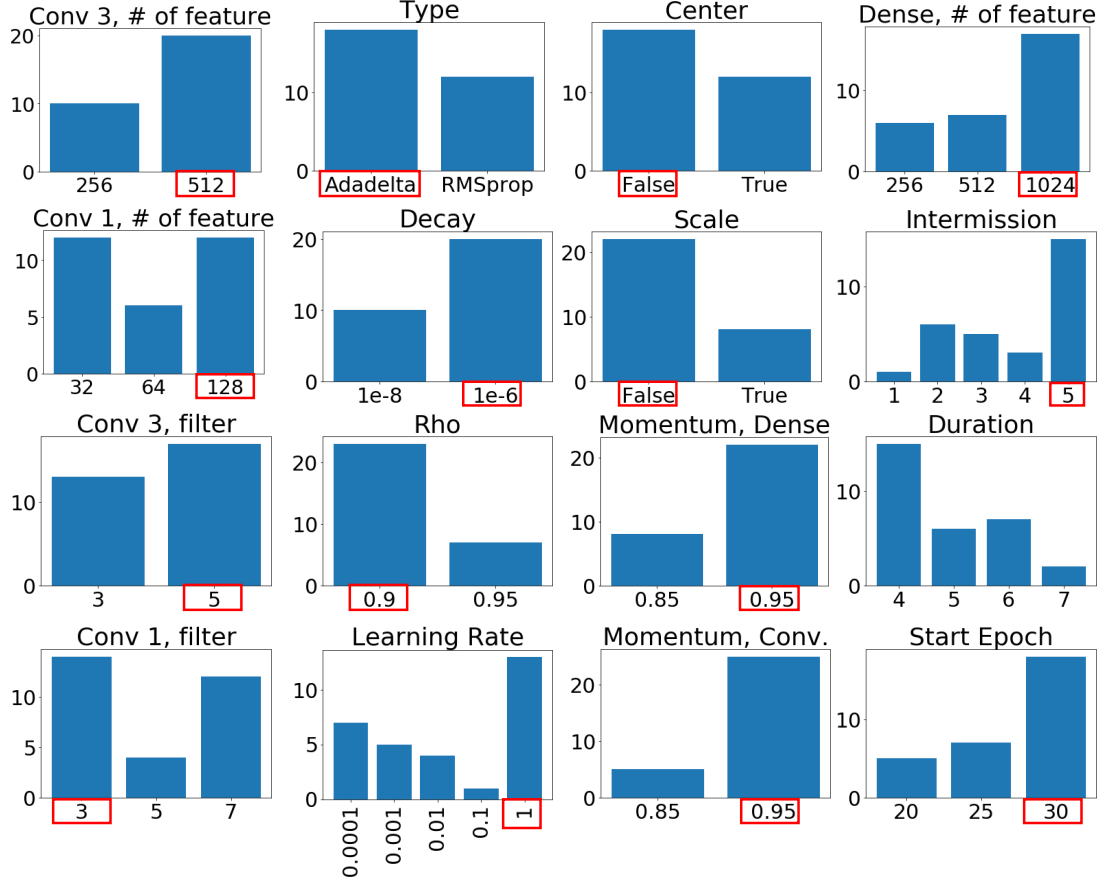 Conv 3, # of feature
20
10
0
256 512
Type
10
0
Adadelta RMSprop
Center
10
0
False True
Dense, # of feature
10
0
256 512 1024
Conv 1, # of feature
10
5
0
32 64 128
Decay
20
10
0
1e-8 1e-6
Scale
20
10
0
False True
Intermission
10
0
1 2 3 4 5
Conv 3, filter
10
0
3 5
Rho
20
10
0
0.9 0.95
Momentum, Dense
20
10
0
0.85 0.95
Duration
10
0
4 5 6 7
Conv 1, filter
10
5
0
3 5 7
Learning Rate
10
5
0
0.0001 0.001 0.01 0.1 1
Momentum, Conv.
20
10
0
0.85 0.95
Start Epoch
10
0
20 25 30